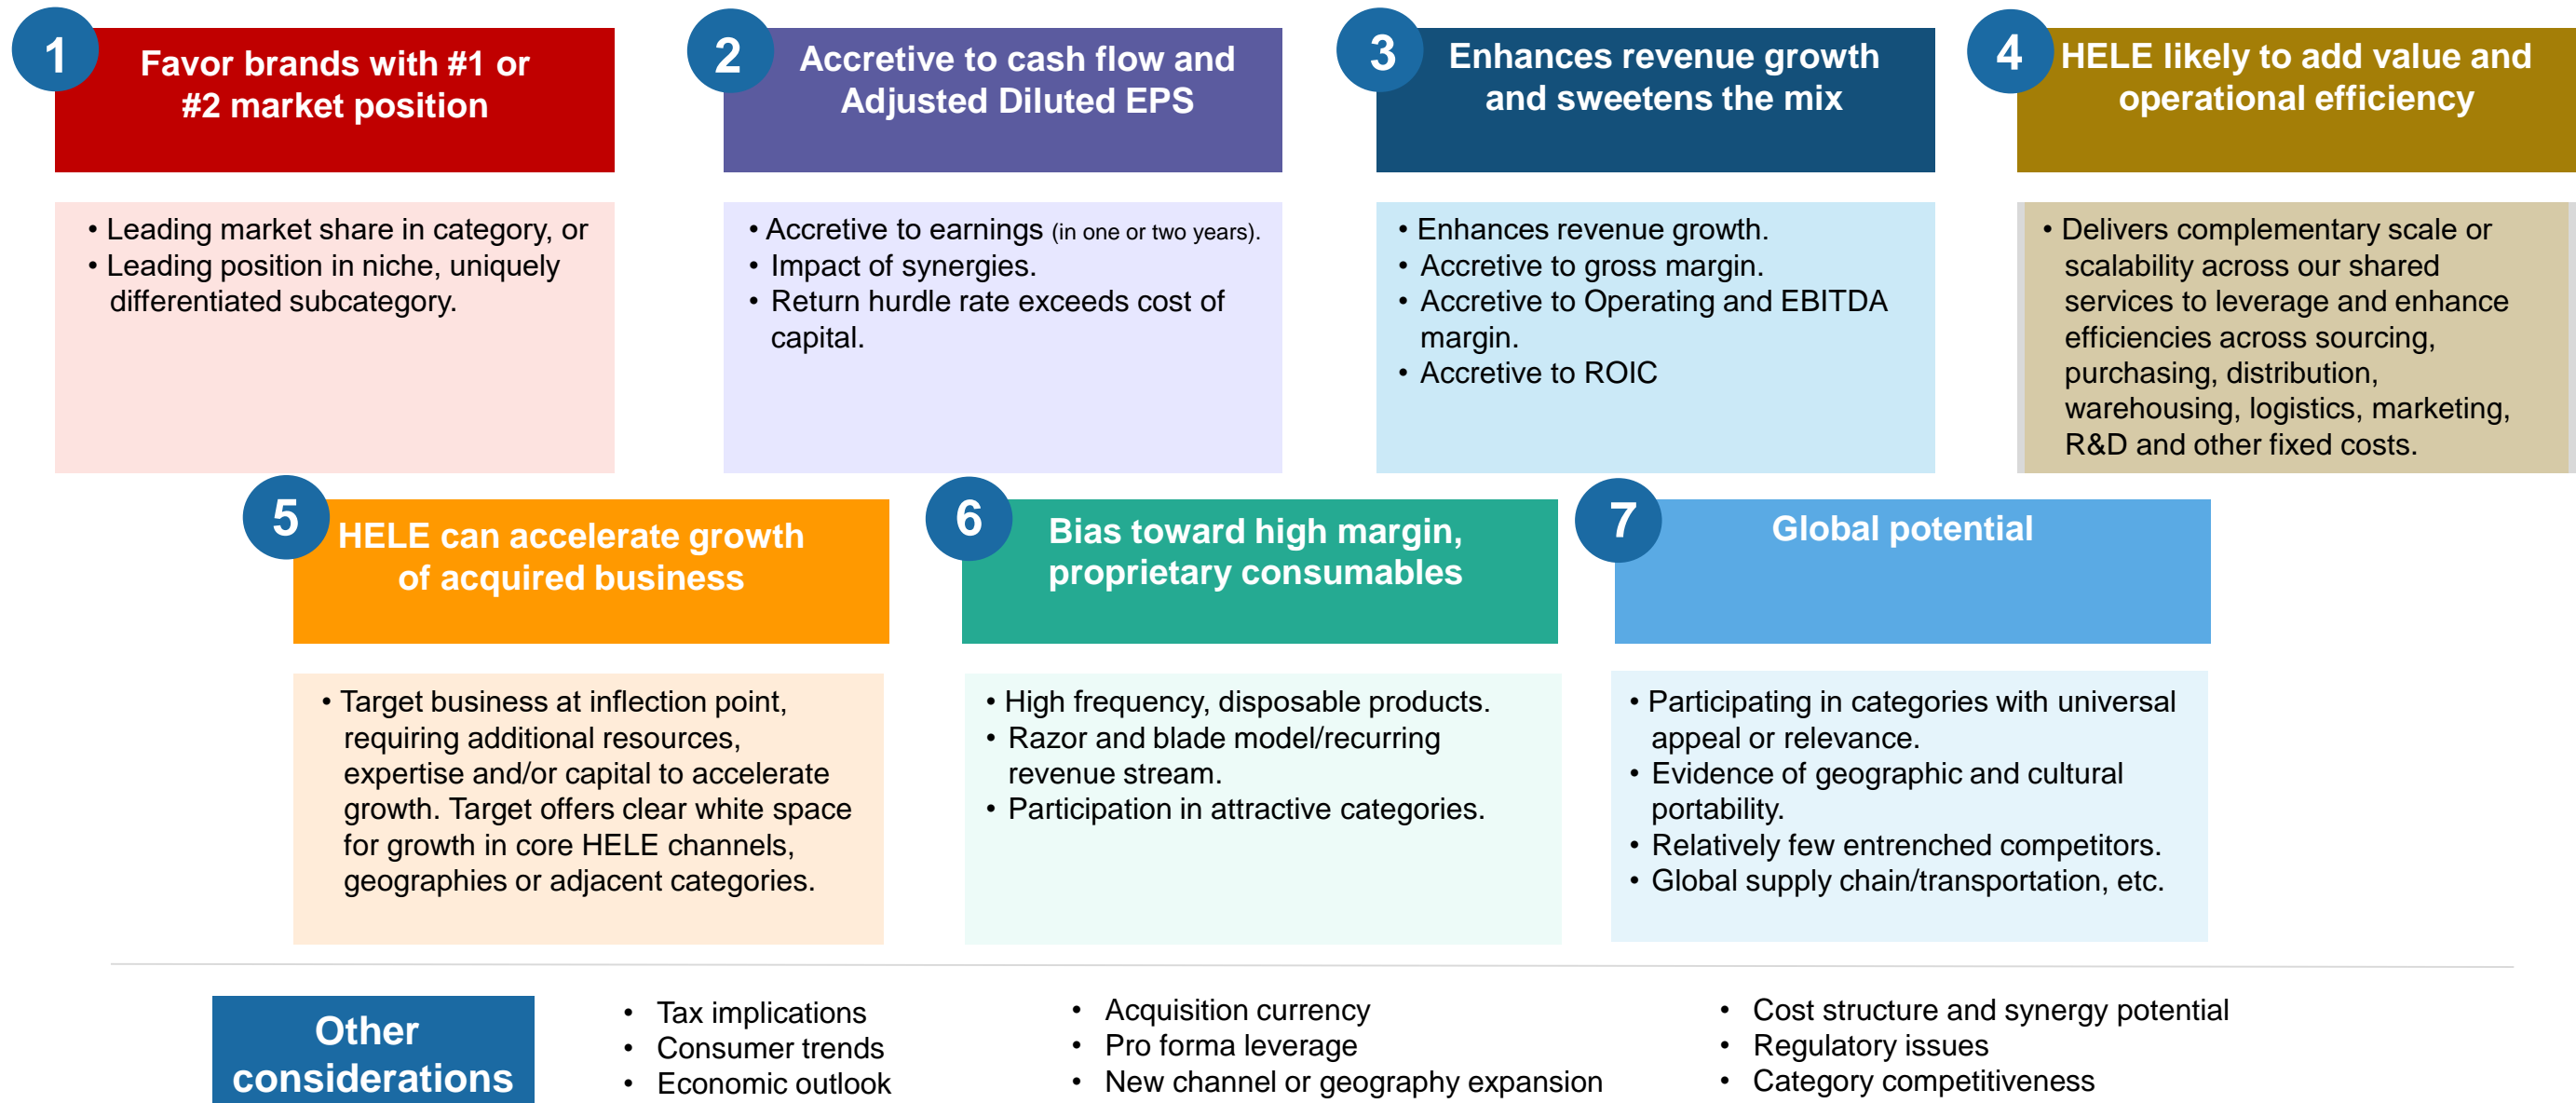 1
Favor brands with #1 or
#2 market position
• Leading market share in category, or
• Leading position in niche, uniquely
differentiated subcategory.
2
Accretive to cash flow and
Adjusted Diluted EPS
• Accretive to earnings (in one or two years).
• Impact of synergies.
• Return hurdle rate exceeds cost of
capital.
3
Enhances revenue growth
and sweetens the mix
• Enhances revenue growth.
• Accretive to gross margin.
• Accretive to Operating and EBITDA
margin.
• Accretive to ROIC
4
HELE likely to add value and
operational efficiency
• Delivers complementary scale or
scalability across our shared
services to leverage and enhance
efficiencies across sourcing,
purchasing, distribution,
warehousing, logistics, marketing,
R&D and other fixed costs.
5
HELE can accelerate growth
of acquired business
• Target business at inflection point,
requiring additional resources,
expertise and/or capital to accelerate
growth. Target offers clear white space
for growth in core HELE channels,
geographies or adjacent categories.
6
Bias toward high margin,
proprietary consumables
• High frequency, disposable products.
• Razor and blade model/recurring
revenue stream.
• Participation in attractive categories.
7
Global potential
• Participating in categories with universal
appeal or relevance.
• Evidence of geographic and cultural
portability.
• Relatively few entrenched competitors.
• Global supply chain/transportation, etc.
Other
considerations
• Tax implications
• Consumer trends
• Economic outlook
• Acquisition currency
• Pro forma leverage
• New channel or geography expansion
• Cost structure and synergy potential
• Regulatory issues
• Category competitiveness